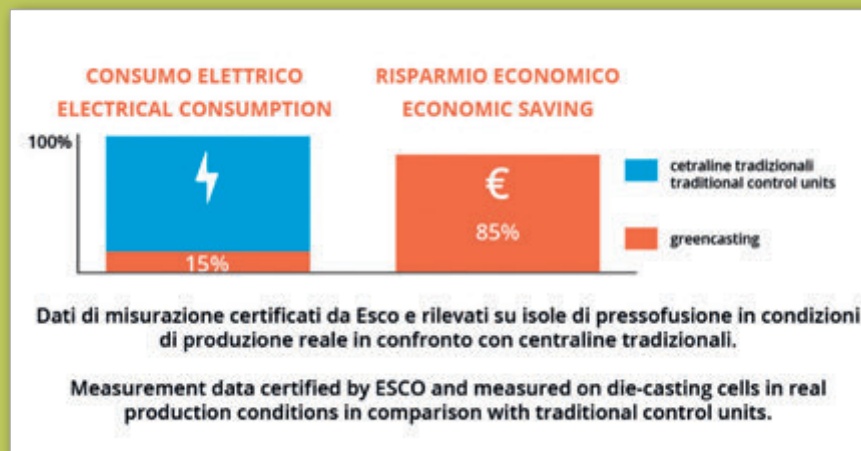 CONSUMO ELETTRICO
ELECTRICAL CONSUMPTION
RISPARMIO ECONOMICO
ECONOMIC SAVING
100%
15%
€
85%
cetraline tradizionali
traditional control units
greencasting
Dati di misurazione certificati da Esco e rilevati su isole di pressofusione in condizioni
di produzione reale in confronto con centraline tradizionali.
Measurement data certified by ESCO and measured on die-casting cells in real
production conditions in comparison with traditional control units.